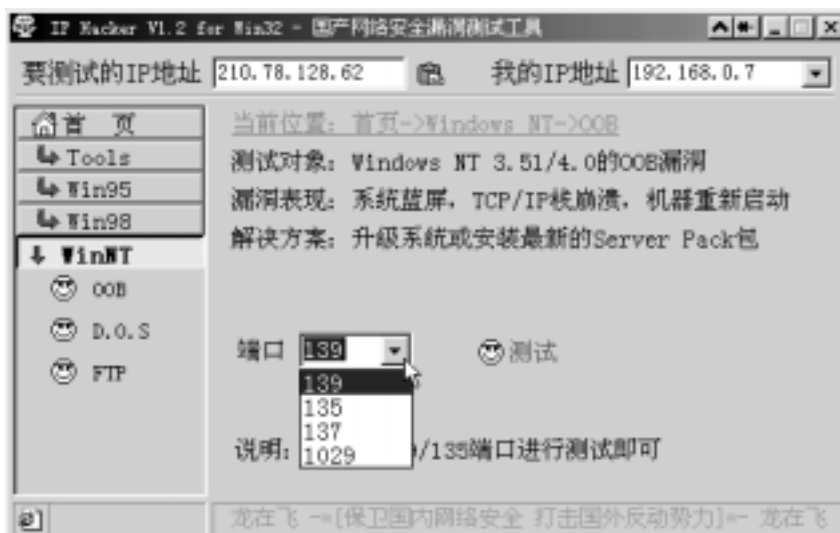 IP Hacker V1.2 for Win32 - 国产网络安全漏洞测试工具
要测试的IP地址 210.78.128.62 我的IP地址 192.168.0.7
首 页
Tools
Win95
Win98
WinNT
OOB
D.O.S
FTP
当前位置：首页->Windows NT->OOB
测试对象：Windows NT 3.51/4.0的OOB漏洞
漏洞表现：系统蓝屏，TCP/IP栈崩溃，机器重新启动
解决方案：升级系统或安装最新的Server Pack包
端口 139 测试
139
135
137
1029
说明： /135端口进行测试即可
龙在飞 -=[保卫国内网络安全 打击国外反动势力]=- 龙在飞